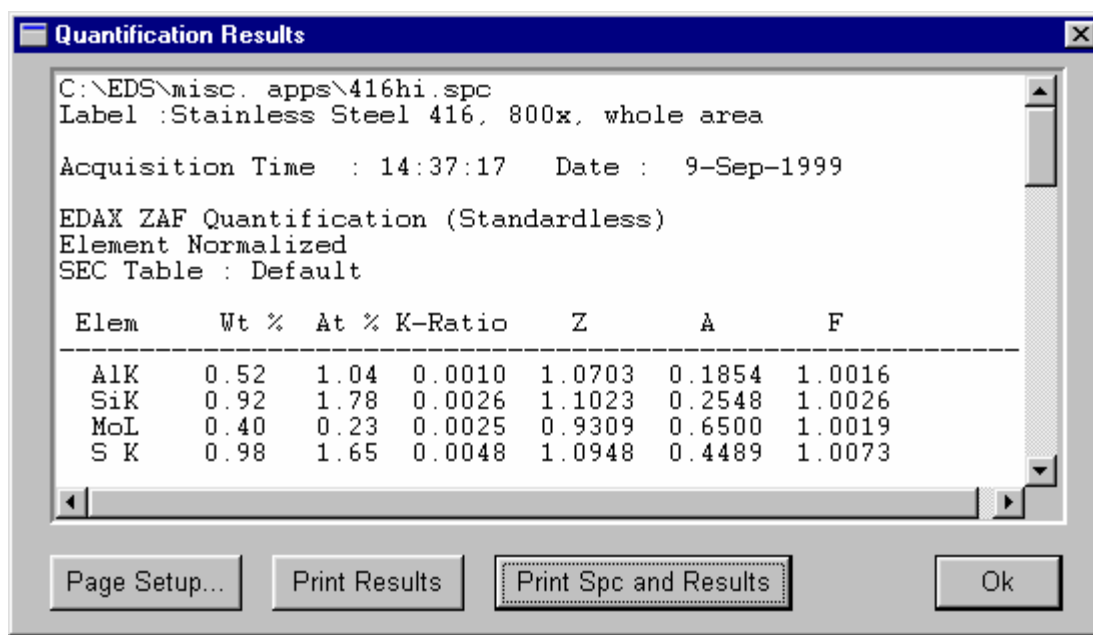 Quantification Results
C:\EDS\misc. apps\416hi.spc
Label :Stainless Steel 416, 800x, whole area
Acquisition Time : 14:37:17 Date : 9-Sep-1999
EDAX ZAF Quantification (Standardless)
Element Normalized
SEC Table : Default
Elem Wt % At % K-Ratio Z A F
AlK 0.52 1.04 0.0010 1.0703 0.1854 1.0016
SiK 0.92 1.78 0.0026 1.1023 0.2548 1.0026
MoL 0.40 0.23 0.0025 0.9309 0.6500 1.0019
S K 0.98 1.65 0.0048 1.0948 0.4489 1.0073
Page Setup... Print Results Print Spc and Results Ok